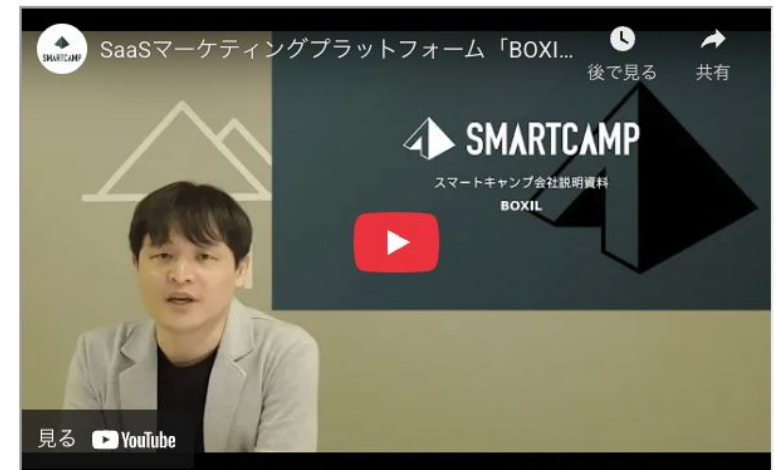 SMARTCAMP
SaaSマーケティングプラットフォーム「BOXI...
後で見る
共有
SMARTCAMP
スマートキャンプ会社説明資料
BOXIL
見る
YouTube